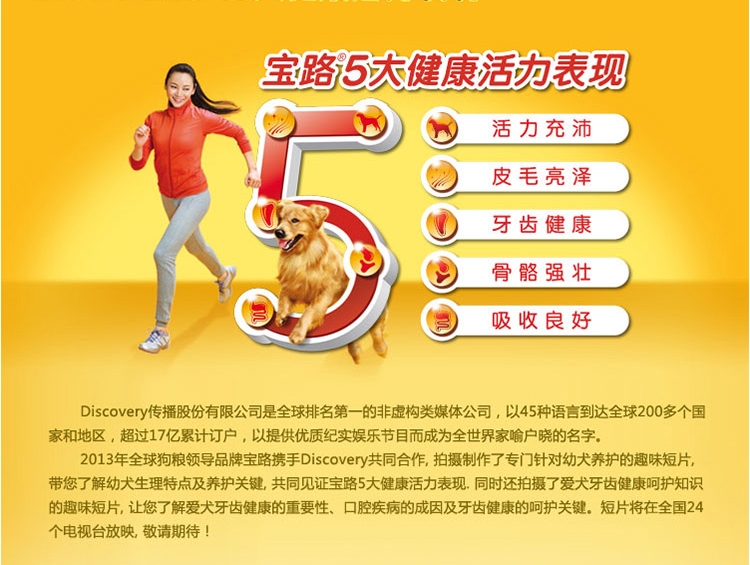 宝路®5大健康活力表现
5
活力充沛
皮毛亮泽
牙齿健康
骨骼强壮
吸收良好
Discovery传播股份有限公司是全球排名第一的非虚构类媒体公司，以45种语言到达全球200多个国
家和地区，超过17亿累计订户，以提供优质纪实娱乐节目而成为全世界家喻户晓的名字。
2013年全球狗粮领导品牌宝路携手Discovery共同合作, 拍摄制作了专门针对幼犬养护的趣味短片,
带您了解幼犬生理特点及养护关键, 共同见证宝路5大健康活力表现. 同时还拍摄了爱犬牙齿健康呵护知识
的趣味短片, 让您了解爱犬牙齿健康的重要性、口腔疾病的成因及牙齿健康的呵护关键。短片将在全国24
个电视台放映, 敬请期待！